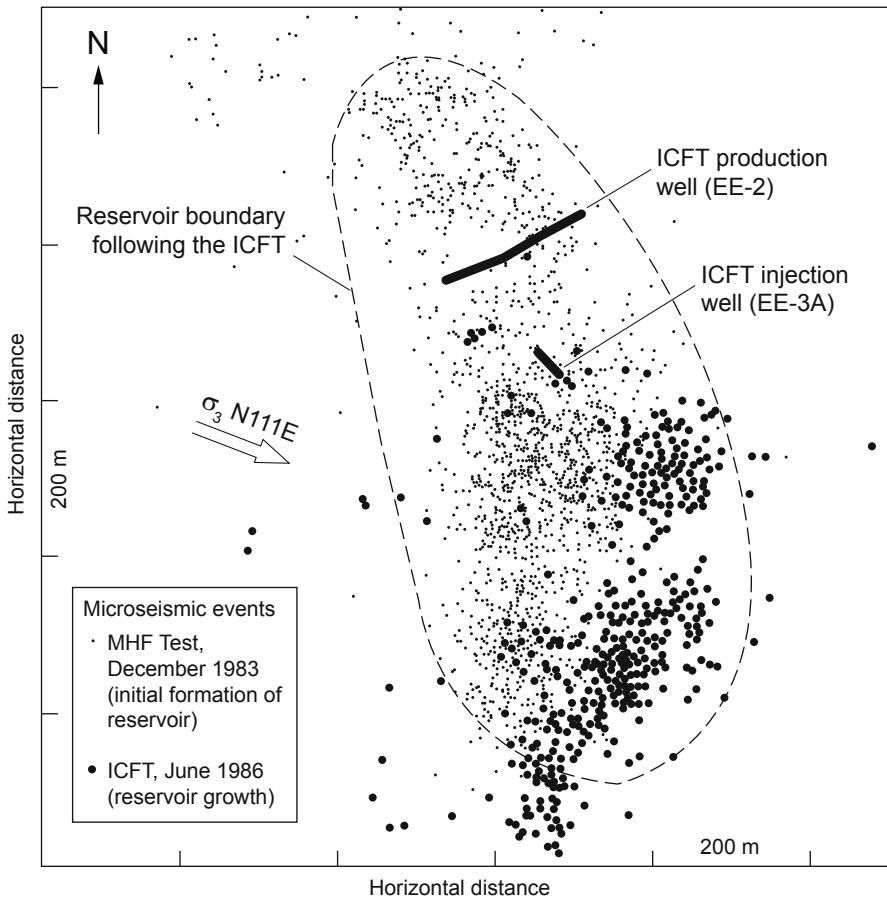 N
ICFT production
well (EE-2)
Reservoir boundary
following the ICFT
ICFT injection
well (EE-3A)
σ3 N111E
Horizontal distance
200 m
Microseismic events
MHF Test,
December 1983
(initial formation of
reservoir)
ICFT, June 1986
(reservoir growth)
200 m
Horizontal distance